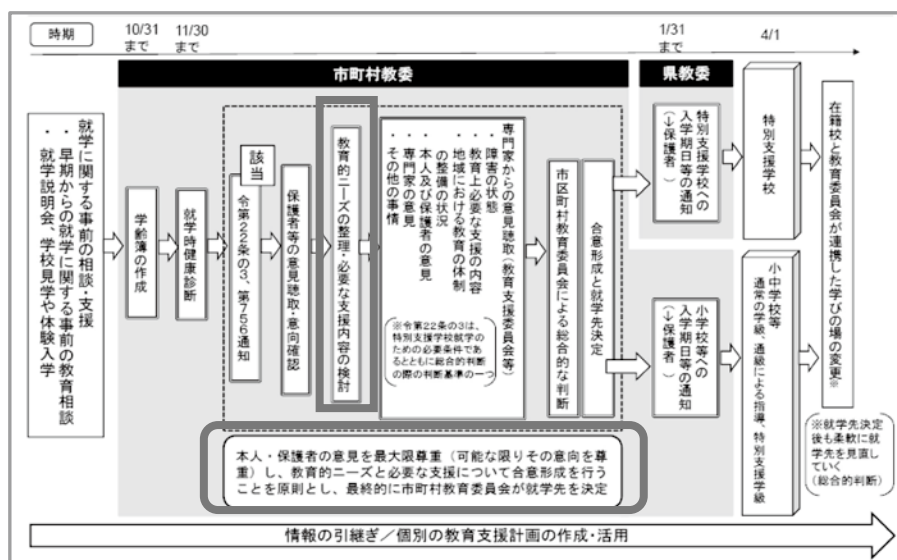 時期
10/31
まで
11/30
まで
1/31
まで
4/1
市町村教委
県教委
就学に関する事前の相談・支援
・早期からの就学に関する事前の教育相談
・就学説明会、学校見学や体験入学
学齢簿の作成
就学時健康診断
該当
令第22条の3、第756通知
保護者等の意見聴取・意向確認
教育的ニーズの整理・必要な支援内容の検討
専門家からの意見聴取(教育支援委員会等)
・障害の状態
・教育上必要な支援の内容
・地域における教育の体制
の整備の状況
・本人及び保護者の意見
・専門家の意見
・その他の事情
※令第22条の3は、
特別支援学校就学の
ための必要条件であ
るとともに総合的判断
の際の判断基準の一つ
市区町村教育委員会による総合的な判断
合意形成と就学先決定
特別支援学校への
入学期日等の通知
(→保護者)
小学校等への
入学期日等の通知
(→保護者)
特別支援学校
小中学校等
通常の学級、通級による指導、特別支援学級
在籍校と教育委員会が連携した学びの場の変更※
※就学先決定
後も柔軟に就
学先を見直し
ていく
(総合的判断)
本人・保護者の意見を最大限尊重(可能な限りその意向を尊
重)し、教育的ニーズと必要な支援について合意形成を行う
ことを原則とし、最終的に市町村教育委員会が就学先を決定
情報の引継ぎ/個別の教育支援計画の作成・活用